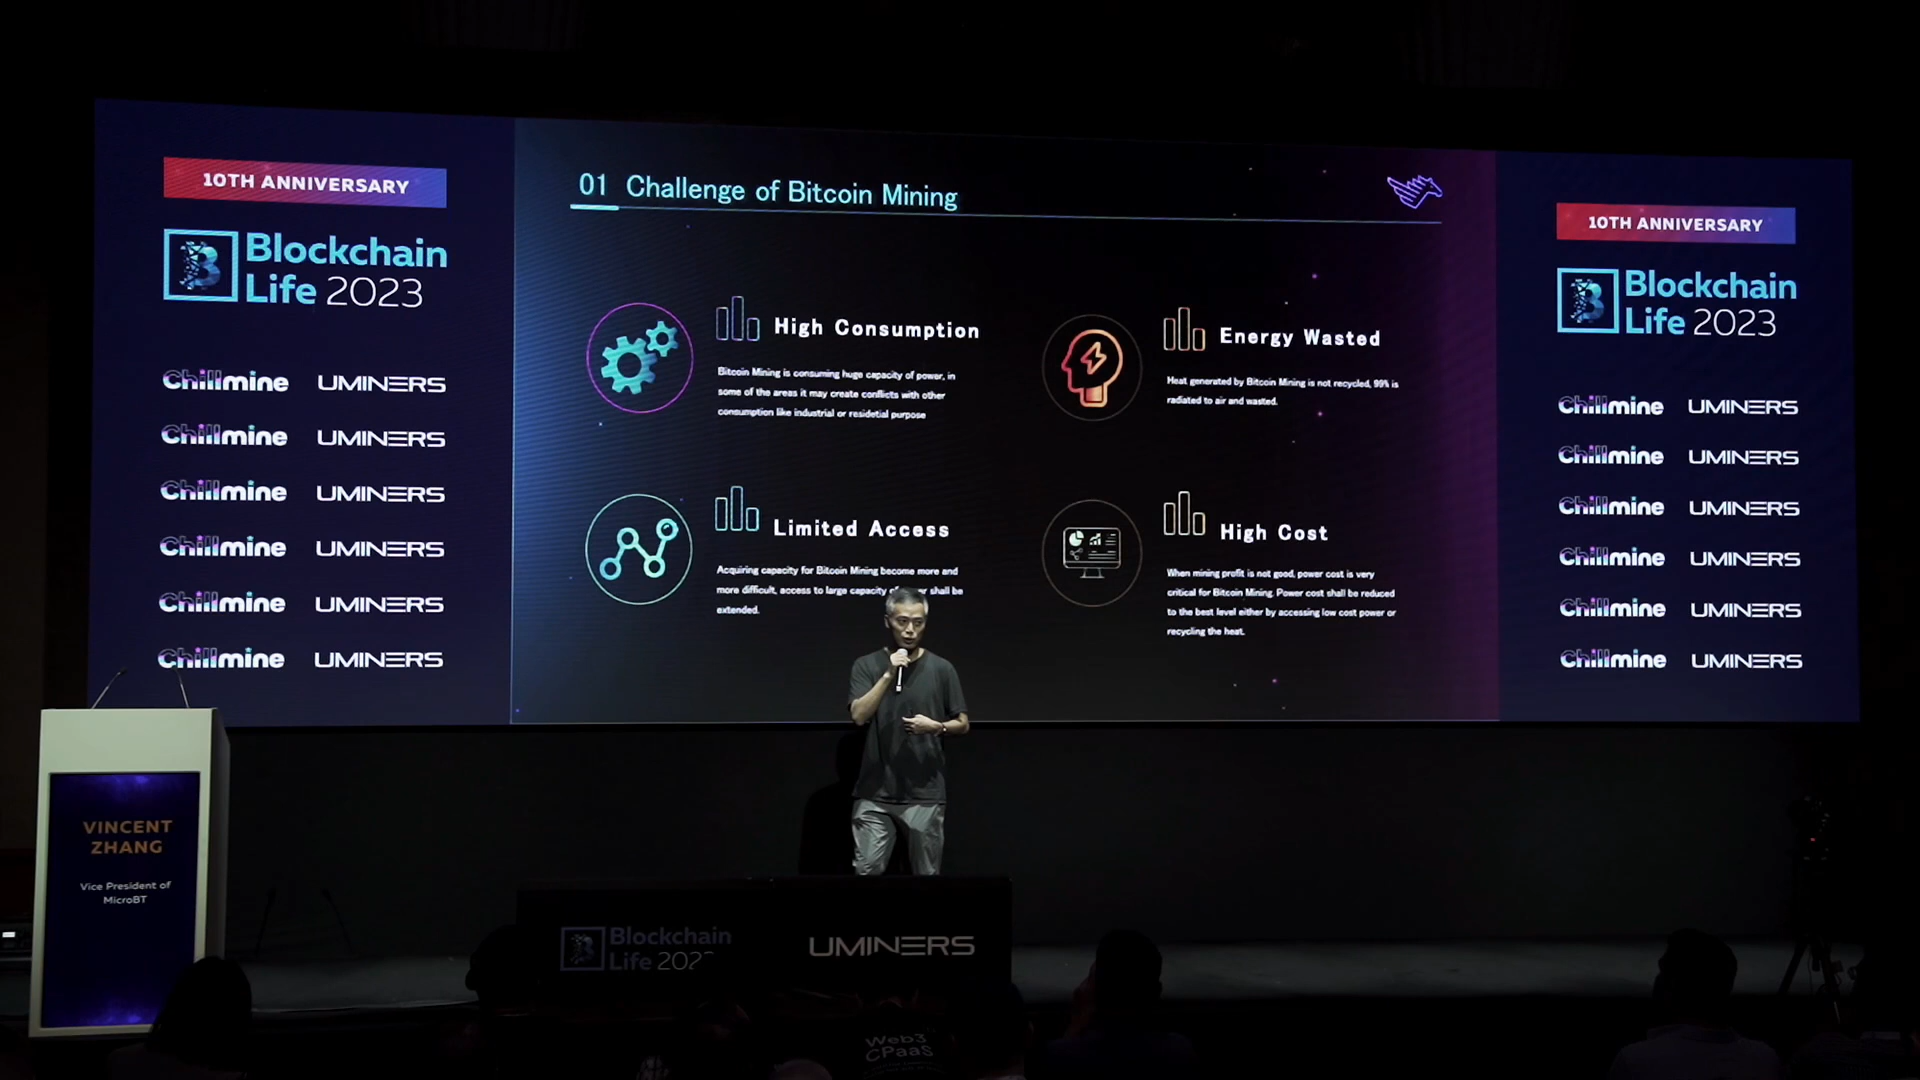 10TH ANNIVERSARY
Blockchain
Life 2023
Chillmine UMINERS
Chillmine UMINERS
Chillmine UMINERS
Chillmine UMINERS
Chillmine UMINERS
Chillmine UMINERS
01 Challenge of Bitcoin Mining
High Consumption
Bitcoin Mining is consuming huge capacity of power, in
some of the areas it may create conflicts with other
consumption like industrial or residetial purpose
Energy Wasted
Heat generated by Bitcoin Mining is not recycled, 99% is
radiated to air and wasted.
Limited Access
Acquiring capacity for Bitcoin Mining become more and
more difficult, access to large capacity shall be
extended.
High Cost
When mining profit is not good, power cost is very
critical for Bitcoin Mining. Power cost shall be reduced
to the best level either by accessing low cost power or
recycling the heat.
10TH ANNIVERSARY
Blockchain
Life 2023
Chillmine UMINERS
Chillmine UMINERS
Chillmine UMINERS
Chillmine UMINERS
Chillmine UMINERS
Chillmine UMINERS
VINCENT
ZHANG
Vice President of
MicroBT
Blockchain
Life 202
UMINERS
Web3
CPaaS